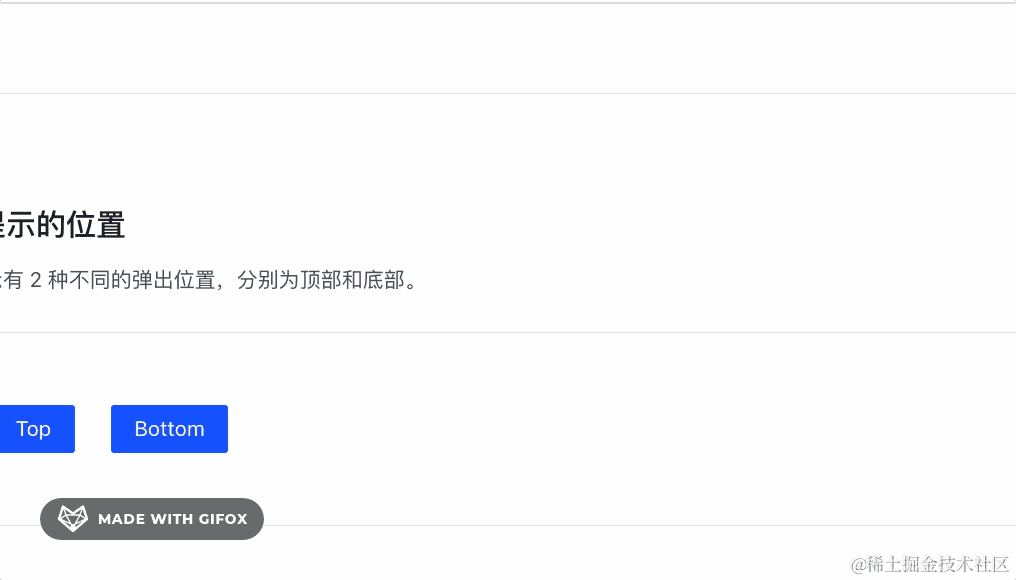 示的位置
有 2 种不同的弹出位置，分别为顶部和底部。
Top
Bottom
MADE WITH GIFOX
@稀土掘金技术社区